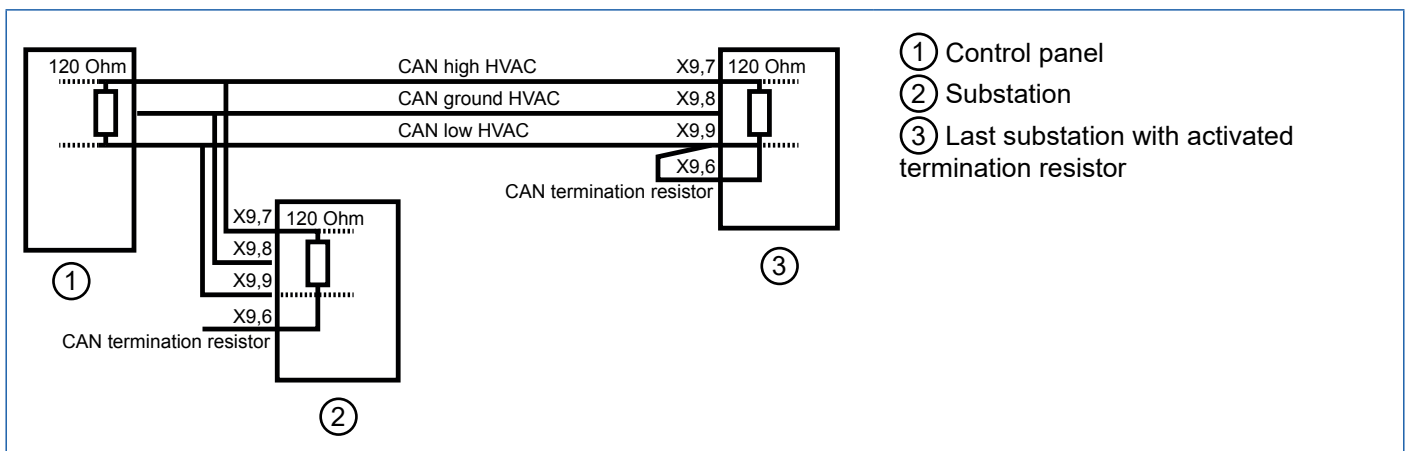 120 Ohm
CAN high HVAC
X9,7
120 Ohm
CAN ground HVAC
X9,8
CAN low HVAC
X9,9
X9,6
CAN termination resistor
X9,7
120 Ohm
X9,8
X9,9
X9,6
CAN termination resistor
1
2
3
1 Control panel
2 Substation
3 Last substation with activated
termination resistor